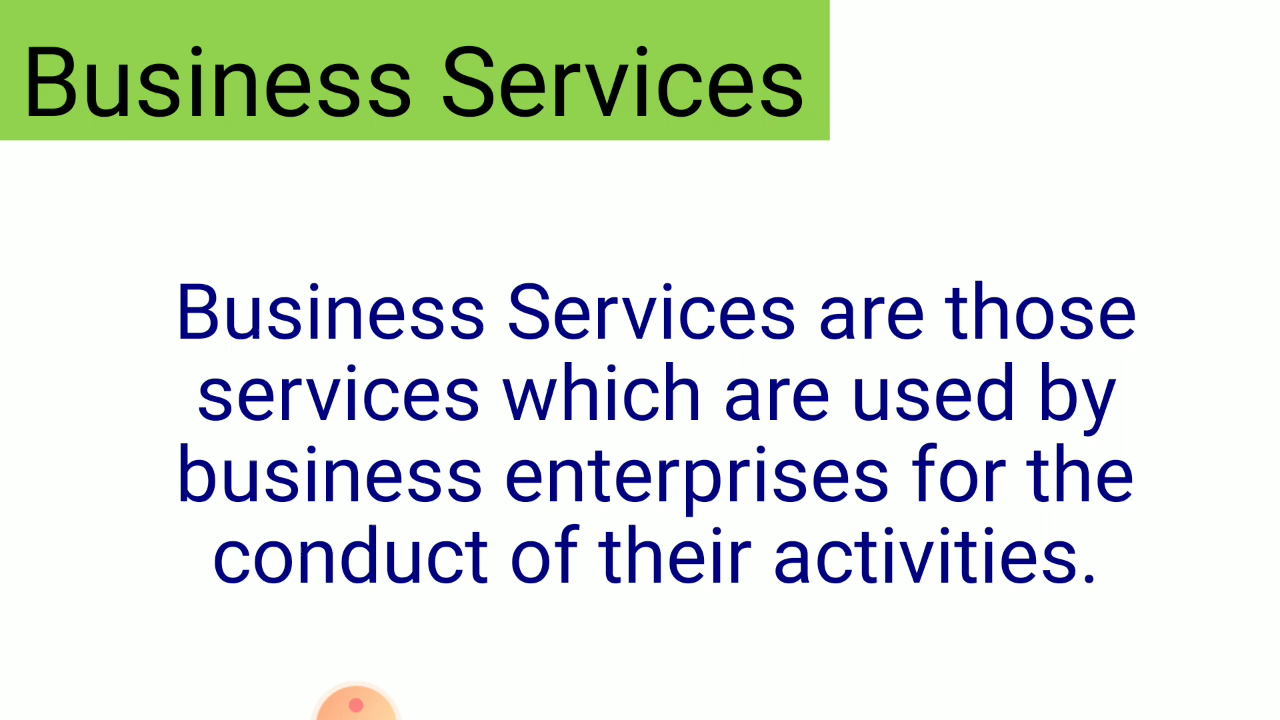 Business Services
Business Services are those
services which are used by
business enterprises for the
conduct of their activities.